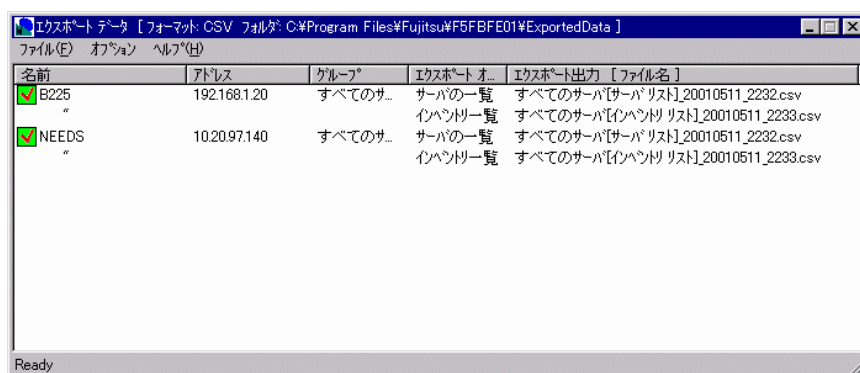 ｴｸｽﾎﾟｰﾄ ﾃﾞｰﾀ [ ﾌｫｰﾏｯﾄ: CSV ﾌｫﾙﾀﾞ: C:¥Program Files¥Fujitsu¥F5FBFE01¥ExportedData ]
ﾌｧｲﾙ(F) ｵﾌﾟｼｮﾝ ﾍﾙﾌﾟ(H)
名前 ｱﾄﾞﾚｽ ｸﾞﾙｰﾌﾟ ｴｸｽﾎﾟｰﾄ ｵ... ｴｸｽﾎﾟｰﾄ出力 [ ﾌｧｲﾙ名 ]
B225 192.168.1.20 すべてのサ... サーバの一覧 すべてのサーバ[サーバ リスト]_20010511_2232.csv
〃 インベントリ一覧 すべてのサーバ[インベントリ リスト]_20010511_2233.csv
NEEDS 10.20.97.140 すべてのサ... サーバの一覧 すべてのサーバ[サーバ リスト]_20010511_2232.csv
〃 インベントリ一覧 すべてのサーバ[インベントリ リスト]_20010511_2233.csv
Ready